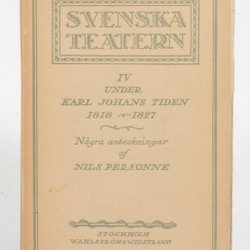 SVENSKA
TEATERN
IV
UNDER
KARL JOHANS TIDEN
1818 ~ 1827
Några anteckningar
af
NILS PERSONNE
STOCKHOLM
WAHLSTRÖM & WIDSTRAND